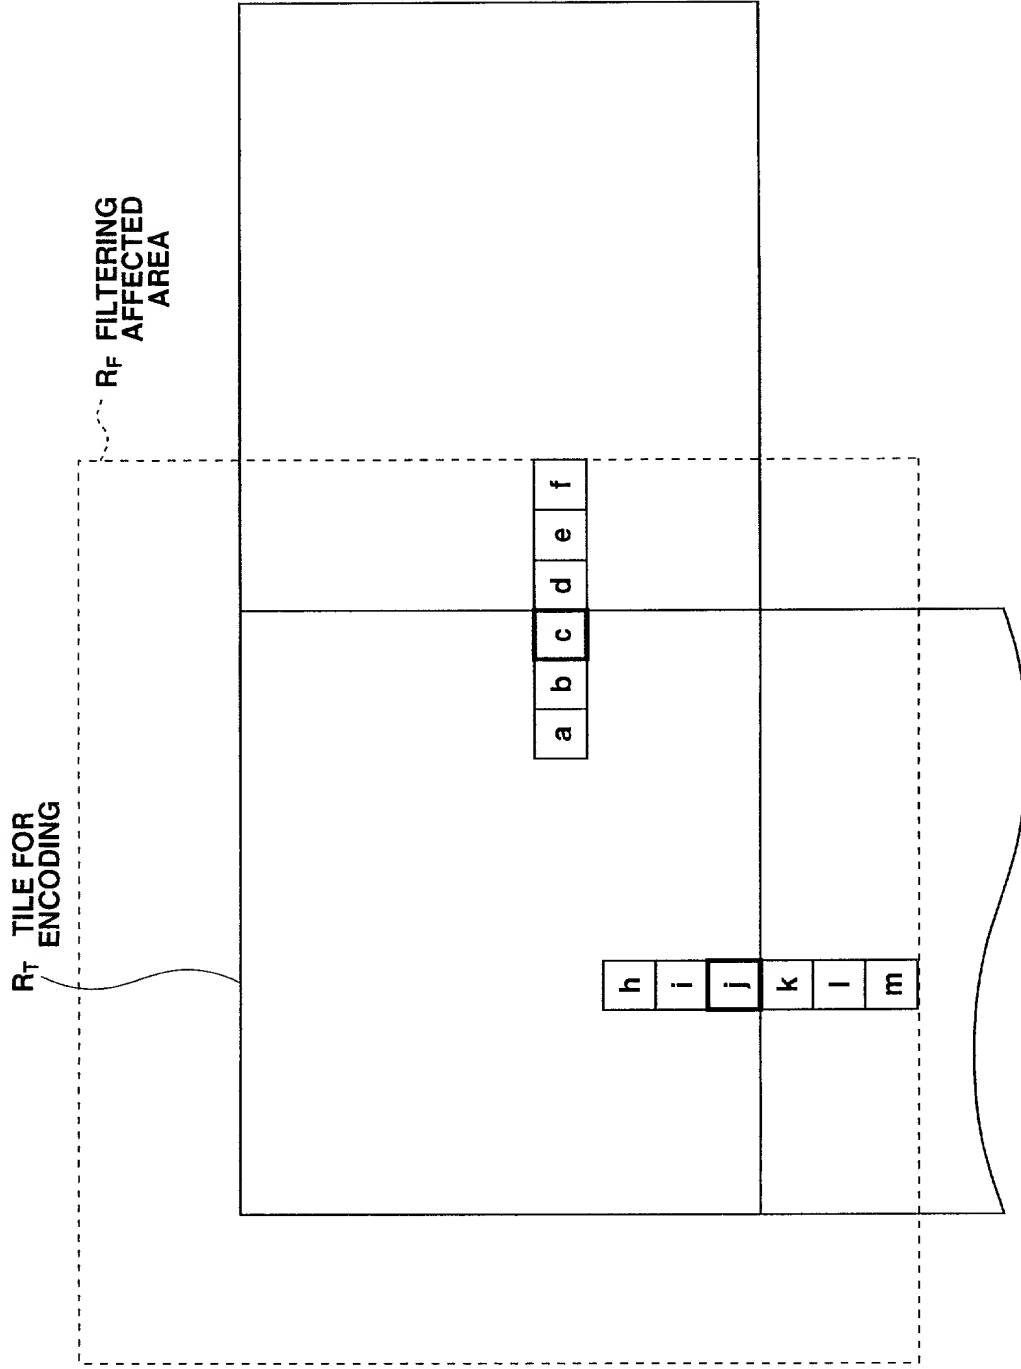 RT TILE FOR
ENCODING
RF FILTERING
AFFECTED
AREA
a b c d e f
h
i
j
k
l
m